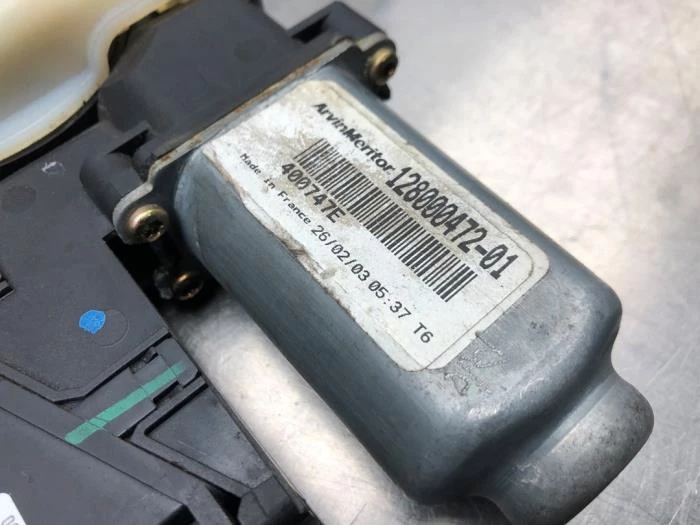 ArvinMeritor 128000472-01
400747E
Made in France 26/02/03 05:37 T6